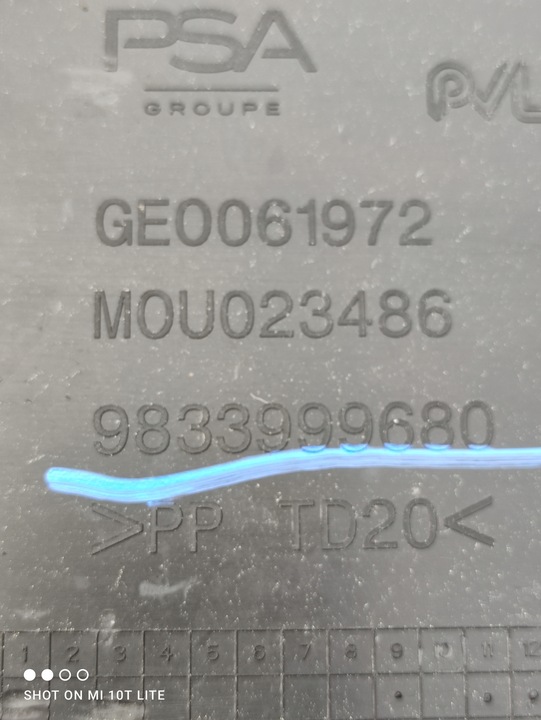 PSA
GROUPE
GE0061972
MOU023486
9833999680
>PP TD20<
1 2 3 4 5 6 7 8 9 10 11 12
SHOT ON MI 10T LITE